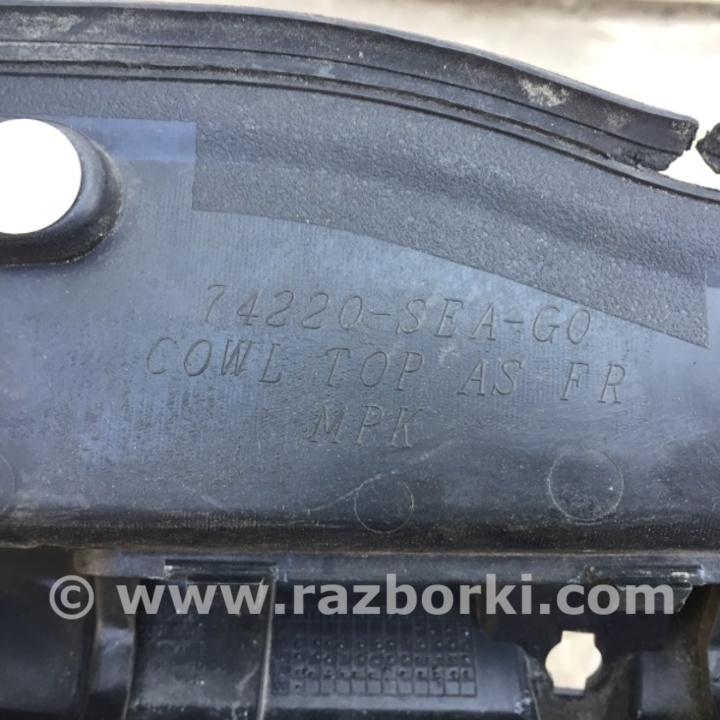 74220-SEA-G0
COWL TOP AS FR
MPK
© www.razborki.com